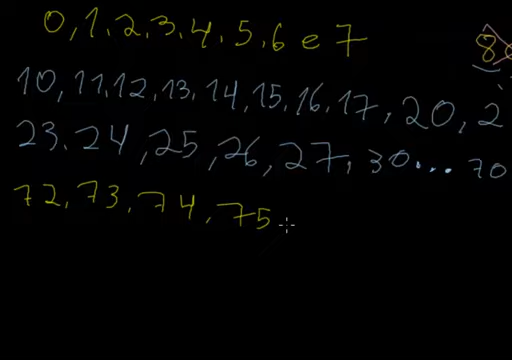 0, 1, 2, 3, 4, 5, 6 e 7
8
10, 11, 12, 13, 14, 15, 16, 17, 20, 2
23, 24, 25, 26, 27, 30... 70
72, 73, 74, 75